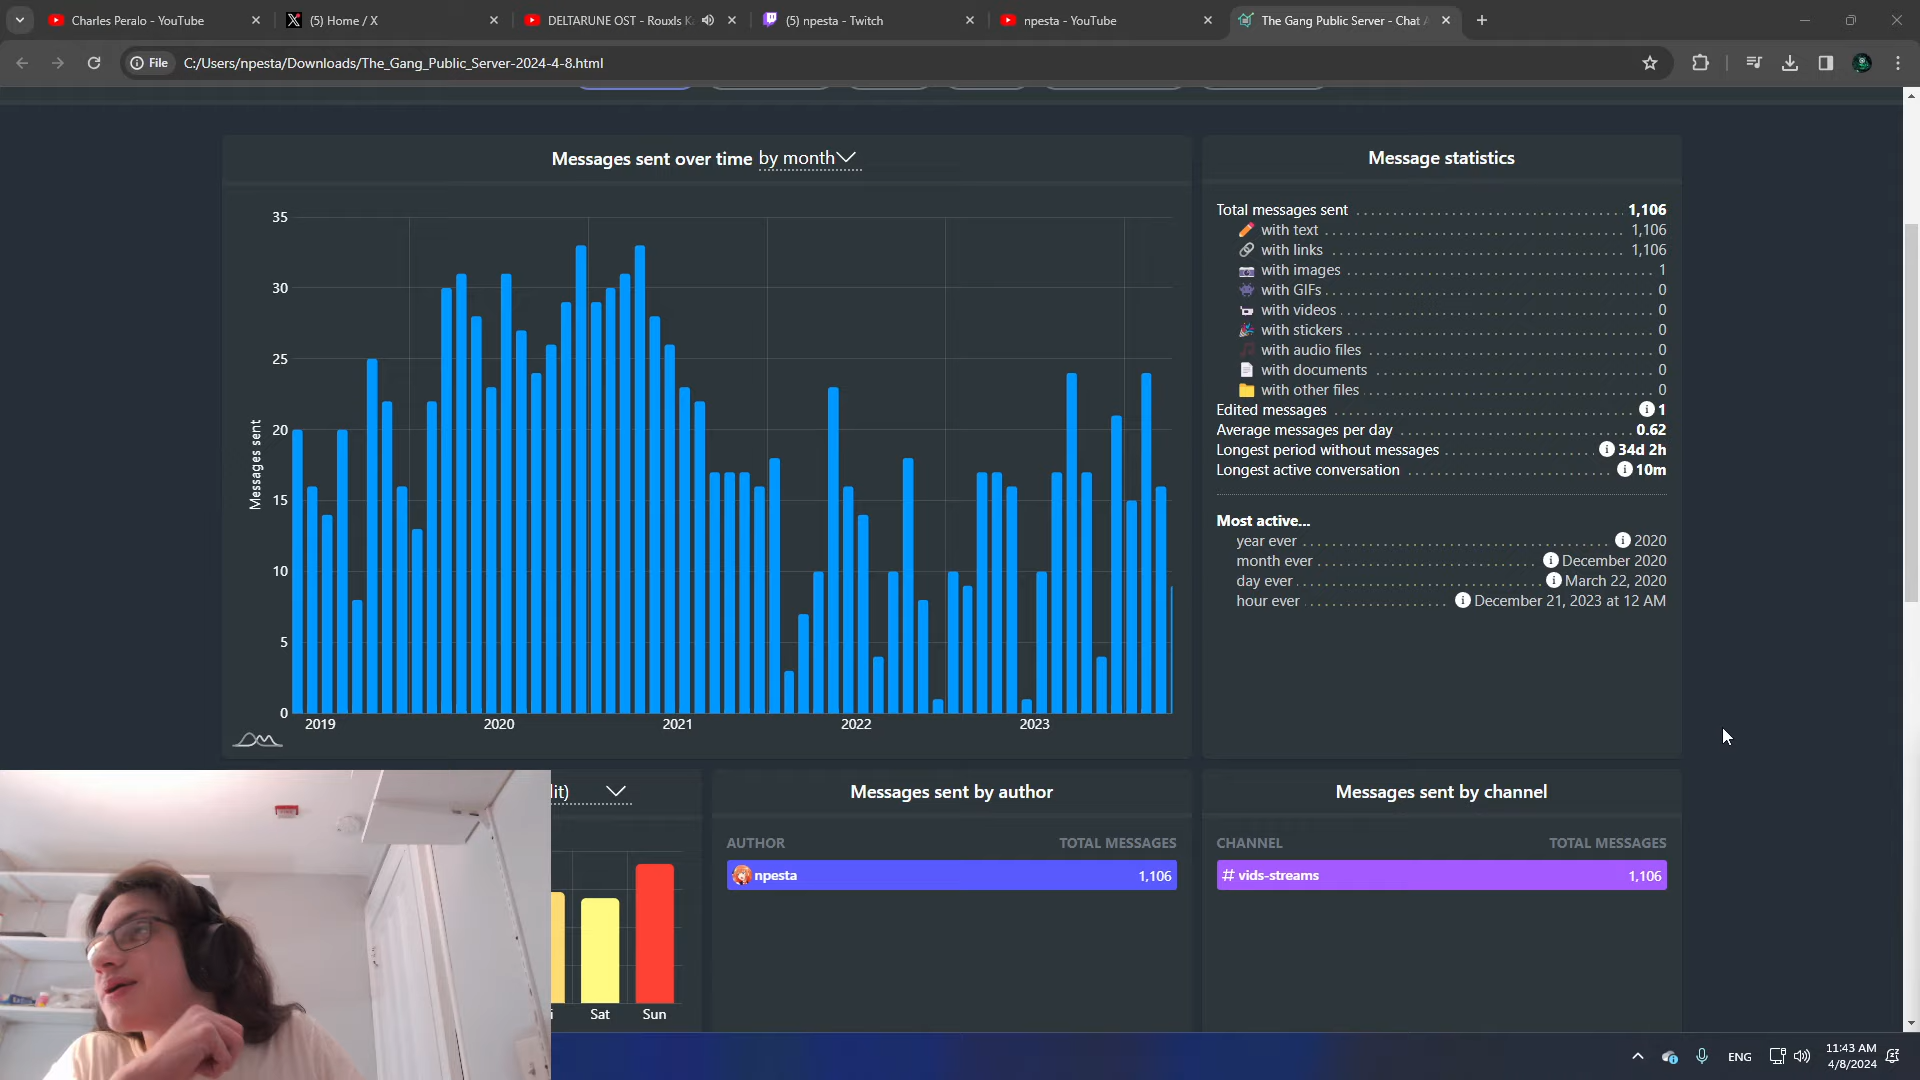 Charles Peralo - YouTube
(5) Home / X
DELTARUNE OST - Rouxls K
(5) npesta - Twitch
npesta - YouTube
The Gang Public Server - Chat
File
C:/Users/npesta/Downloads/The_Gang_Public_Server-2024-4-8.html
Messages sent over time by month
35
30
25
20
15
10
5
0
Messages sent
2019
2020
2021
2022
2023
Message statistics
Total messages sent 1,106
with text 1,106
with links 1,106
with images 1
with GIFs 0
with videos 0
with stickers 0
with audio files 0
with documents 0
with other files 0
Edited messages 1
Average messages per day 0.62
Longest period without messages 34d 2h
Longest active conversation 10m
Most active...
year ever 2020
month ever December 2020
day ever March 22, 2020
hour ever December 21, 2023 at 12 AM
lit)
Sat
Sun
Messages sent by author
AUTHOR TOTAL MESSAGES
npesta 1,106
Messages sent by channel
CHANNEL TOTAL MESSAGES
# vids-streams 1,106
ENG
11:43 AM
4/8/2024